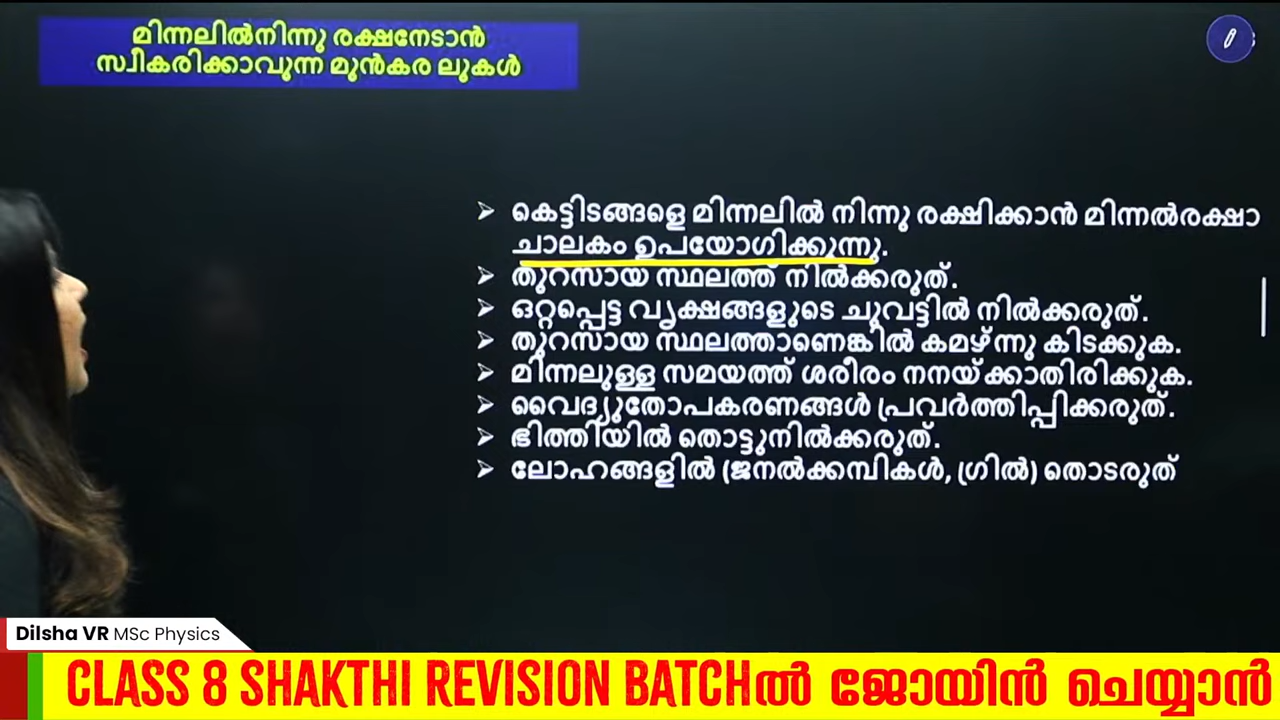 മിന്നലിൽനിന്നു രക്ഷനേടാൻ
സ്വീകരിക്കാവുന്ന മുൻകര ലുകൾ
➢ കെട്ടിടങ്ങളെ മിന്നലിൽ നിന്നു രക്ഷിക്കാൻ മിന്നൽരക്ഷാ
ചാലകം ഉപയോഗിക്കുന്നു.
➢ തുറസായ സ്ഥലത്ത് നിൽക്കരുത്.
➢ ഒറ്റപ്പെട്ട വൃക്ഷങ്ങളുടെ ചുവട്ടിൽ നിൽക്കരുത്.
➢ തുറസായ സ്ഥലത്താണെങ്കിൽ കമഴ്ന്നു കിടക്കുക.
➢ മിന്നലുള്ള സമയത്ത് ശരീരം നനയ്ക്കാതിരിക്കുക.
➢ വൈദ്യുതോപകരണങ്ങൾ പ്രവർത്തിപ്പിക്കരുത്.
➢ ഭിത്തിയിൽ തൊട്ടുനിൽക്കരുത്.
➢ ലോഹങ്ങളിൽ (ജനൽക്കമ്പികൾ, ഗ്രിൽ) തൊടരുത്
Dilsha VR MSc Physics
CLASS 8 SHAKTHI REVISION BATCHൽ ജോയിൻ ചെയ്യാൻ